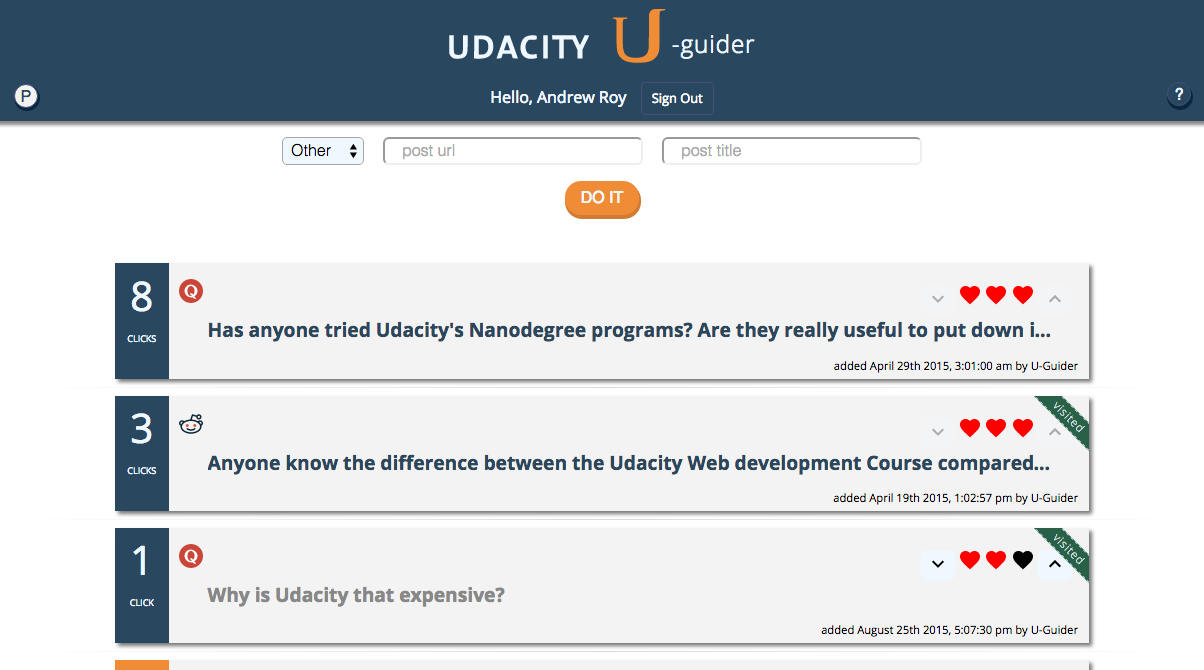 UDACITY U -guider
P
Hello, Andrew Roy Sign Out
?
Other post url post title
DO IT
8
CLICKS
Q
Has anyone tried Udacity's Nanodegree programs? Are they really useful to put down i...
added April 29th 2015, 3:01:00 am by U-Guider
3
CLICKS
visited
Anyone know the difference between the Udacity Web development Course compared...
added April 19th 2015, 1:02:57 pm by U-Guider
1
CLICK
Q
visited
Why is Udacity that expensive?
added August 25th 2015, 5:07:30 pm by U-Guider